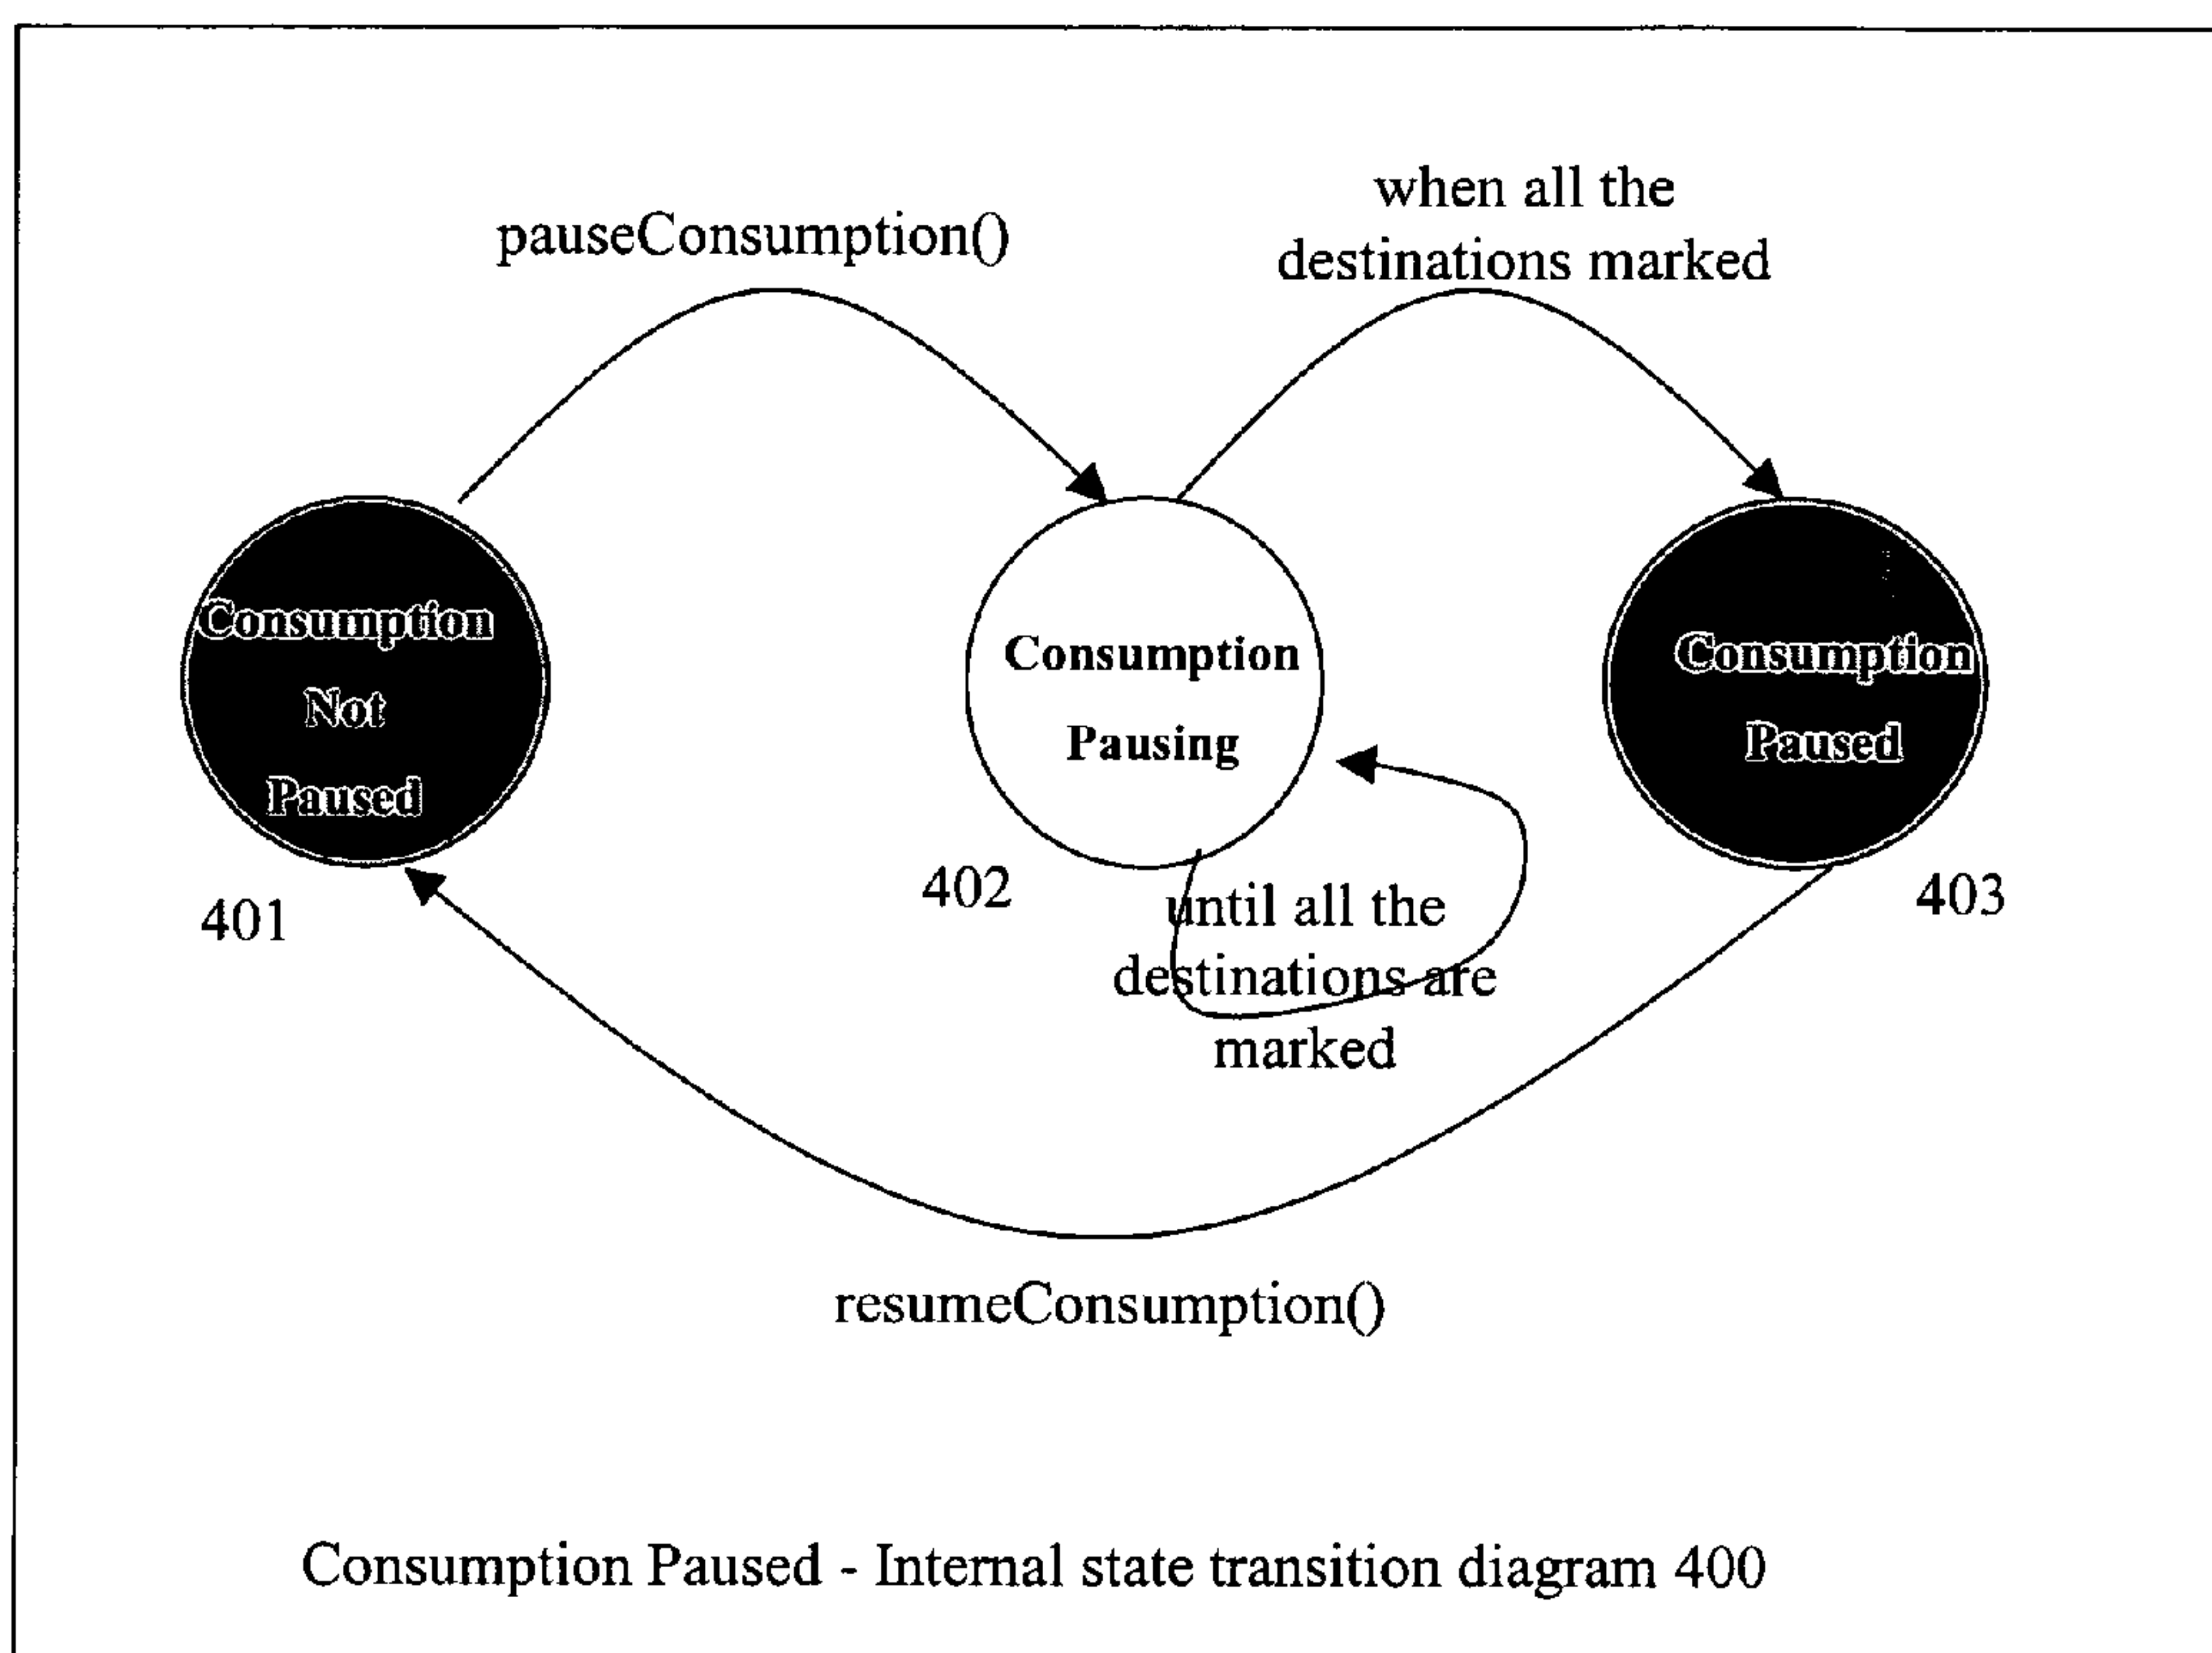 when all the
destinations marked
pauseConsumption()
Consumption
Not
Paused
401
Consumption
Pausing
402
until all the
destinations are
marked
Consumption
Paused
403
resumeConsumption()
Consumption Paused - Internal state transition diagram 400